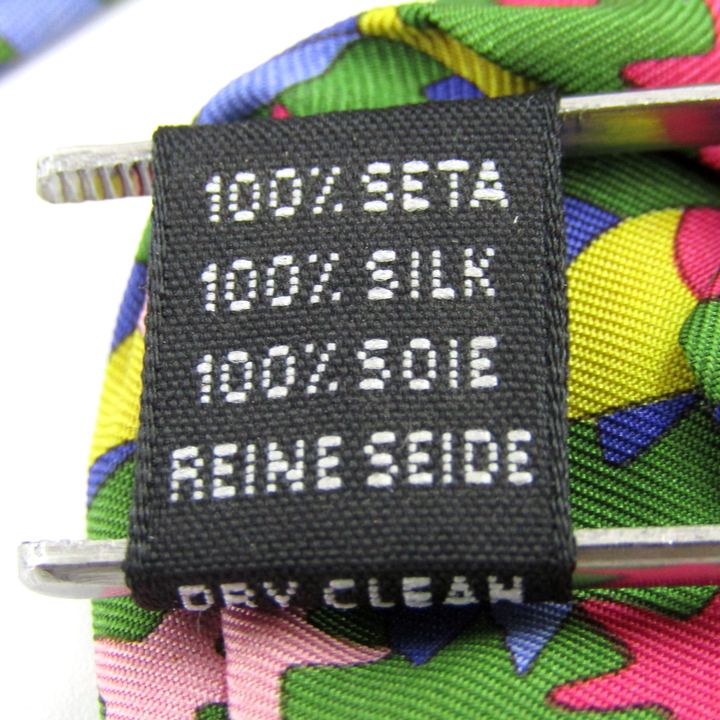 100% SETA
100% SILK
100% SOIE
REINE SEIDE
DRY CLEAN